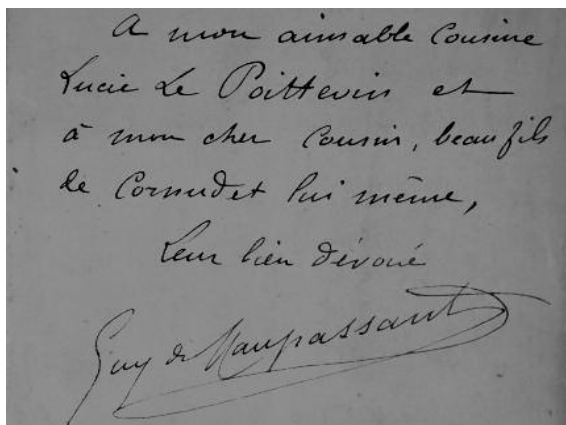 A mon aimable Cousine
Lucie Le Poittevin et
à mon cher Cousin, beau fils
de Cornudet lui même,
Leur bien dévoué
Guy de Maupassant